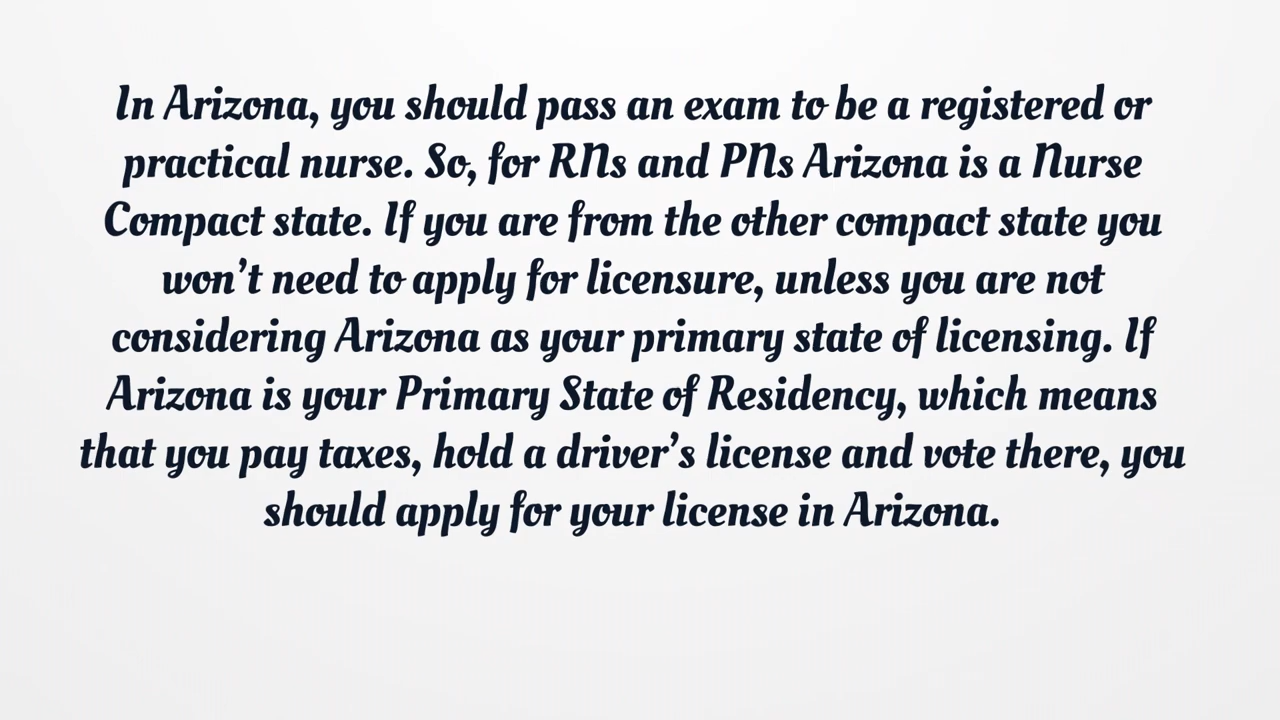 In Arizona, you should pass an exam to be a registered or
practical nurse. So, for RNs and PNs Arizona is a Nurse
Compact state. If you are from the other compact state you
won't need to apply for licensure, unless you are not
considering Arizona as your primary state of licensing. If
Arizona is your Primary State of Residency, which means
that you pay taxes, hold a driver's license and vote there, you
should apply for your license in Arizona.